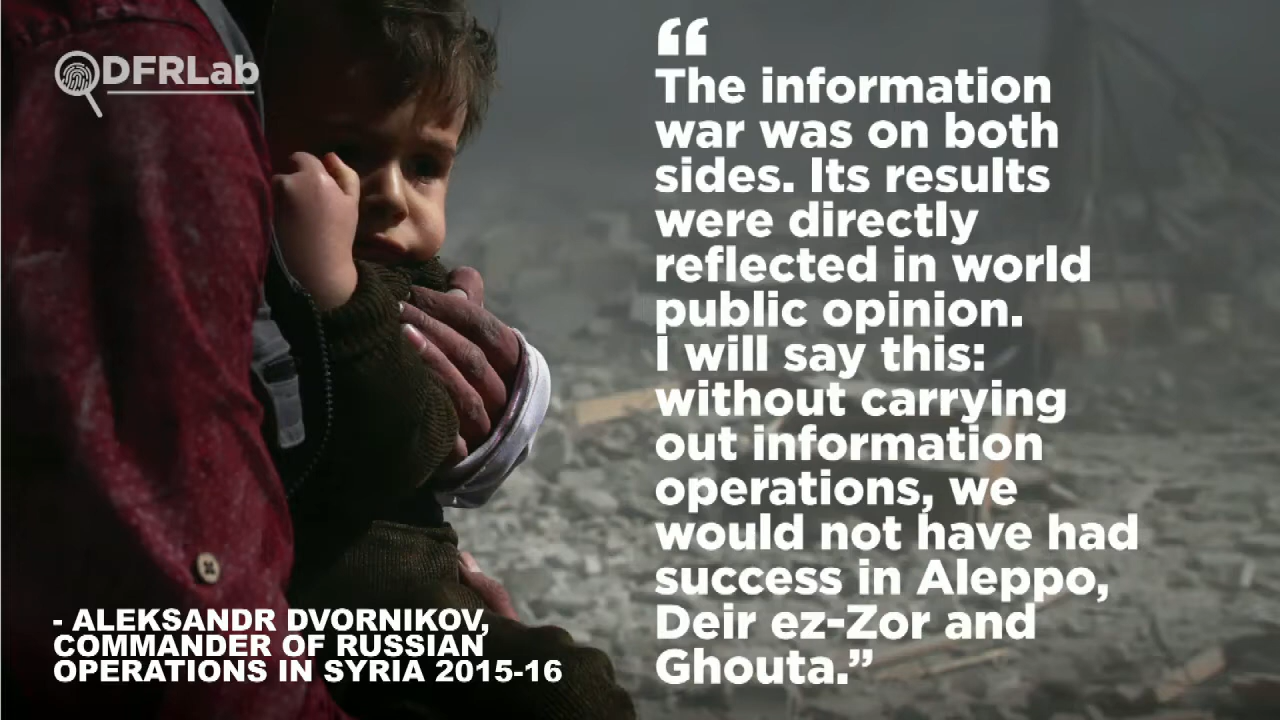 DFRLab
“
The information
war was on both
sides. Its results
were directly
reflected in world
public opinion.
I will say this:
without carrying
out information
operations, we
would not have had
success in Aleppo,
Deir ez-Zor and
Ghouta.”
- ALEKSANDR DVORNIKOV,
COMMANDER OF RUSSIAN
OPERATIONS IN SYRIA 2015-16